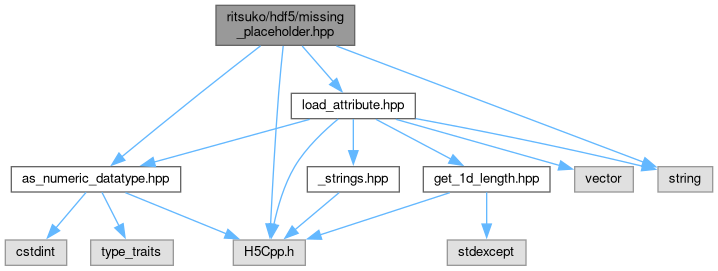 ritsuko/hdf5/missing
_placeholder.hpp
load_attribute.hpp
as_numeric_datatype.hpp
_strings.hpp
get_1d_length.hpp
vector
string
cstdint
type_traits
H5Cpp.h
stdexcept